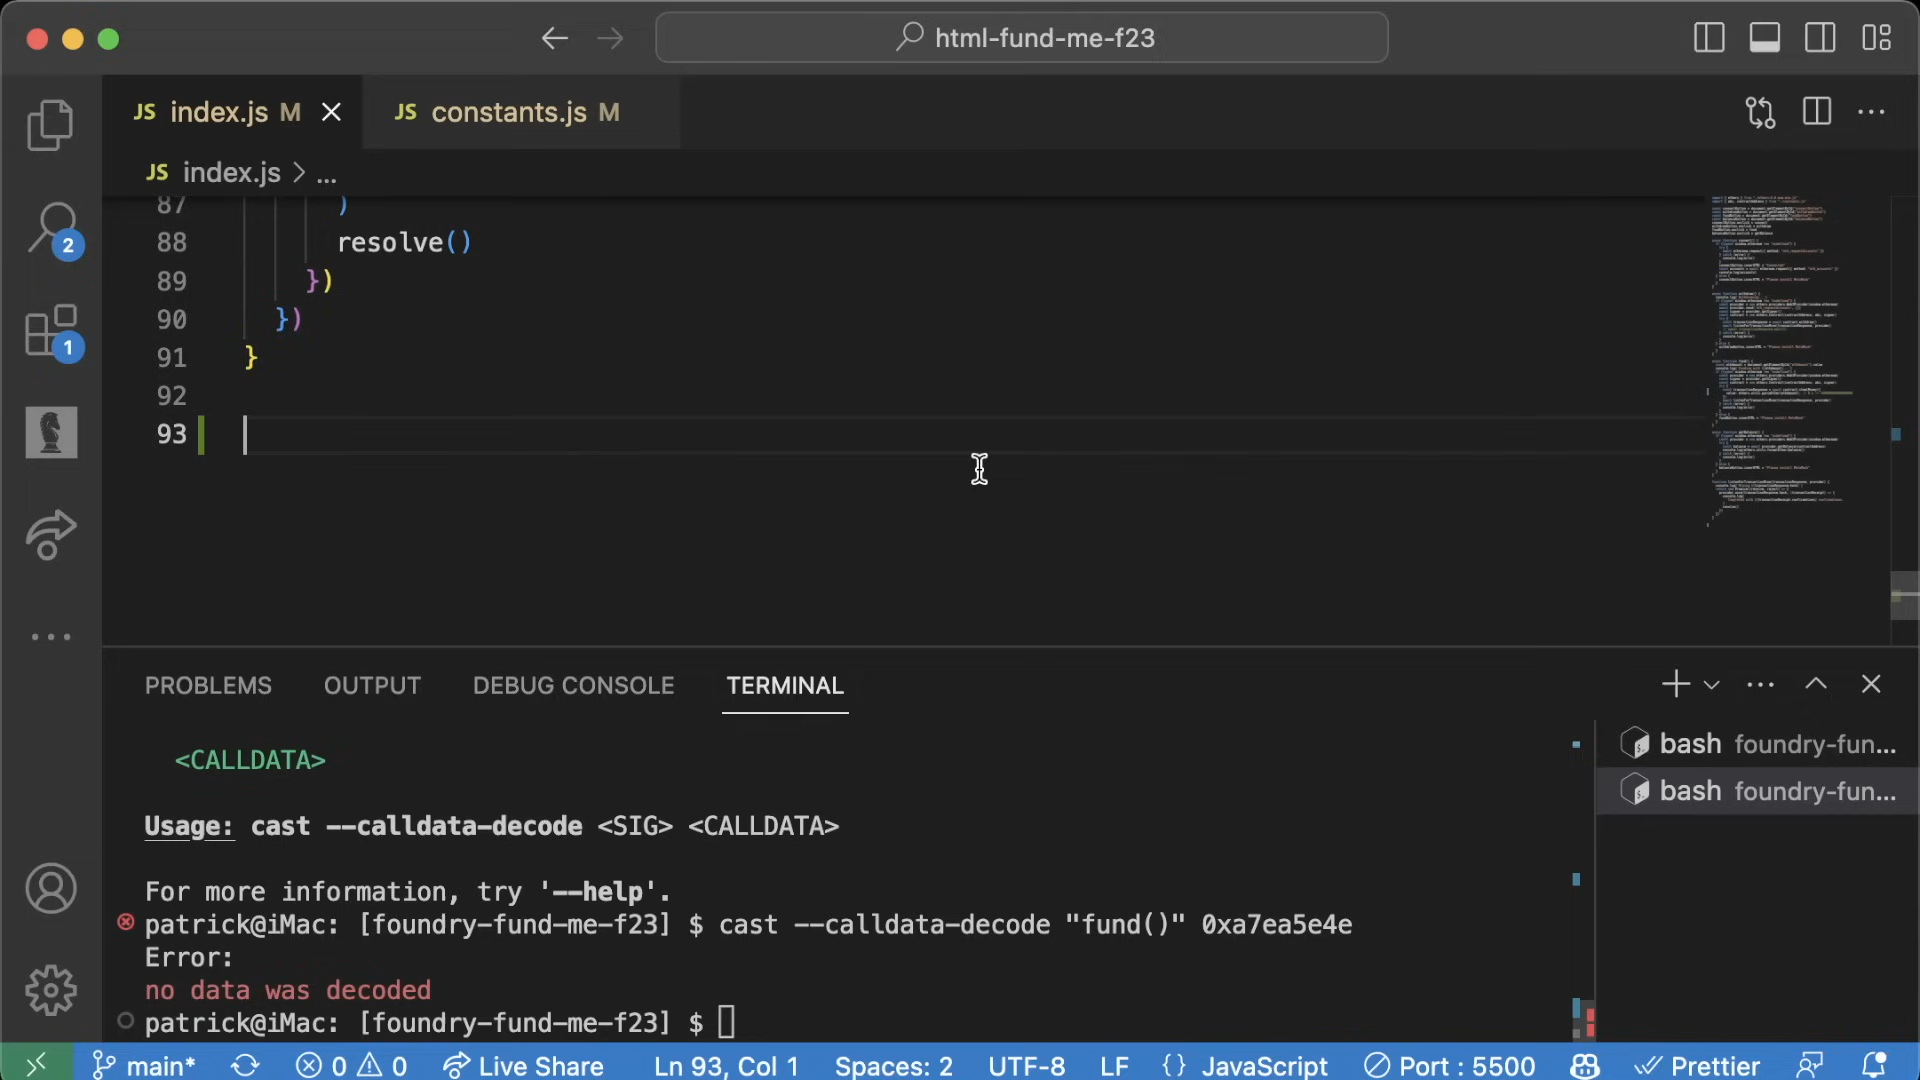 html-fund-me-f23
JS index.js M
JS constants.js M
JS index.js > ...
87 )
88 resolve()
89 })
90 })
91 }
92
93
2
1
PROBLEMS OUTPUT DEBUG CONSOLE TERMINAL
<CALLDATA>
Usage: cast --calldata-decode <SIG> <CALLDATA>
For more information, try '--help'.
patrick@iMac: [foundry-fund-me-f23] $ cast --calldata-decode "fund()" 0xa7ea5e4e
Error:
no data was decoded
patrick@iMac: [foundry-fund-me-f23] $
bash foundry-fun...
bash foundry-fun...
main* 0 0 Live Share Ln 93, Col 1 Spaces: 2 UTF-8 LF {} JavaScript Port : 5500 Prettier